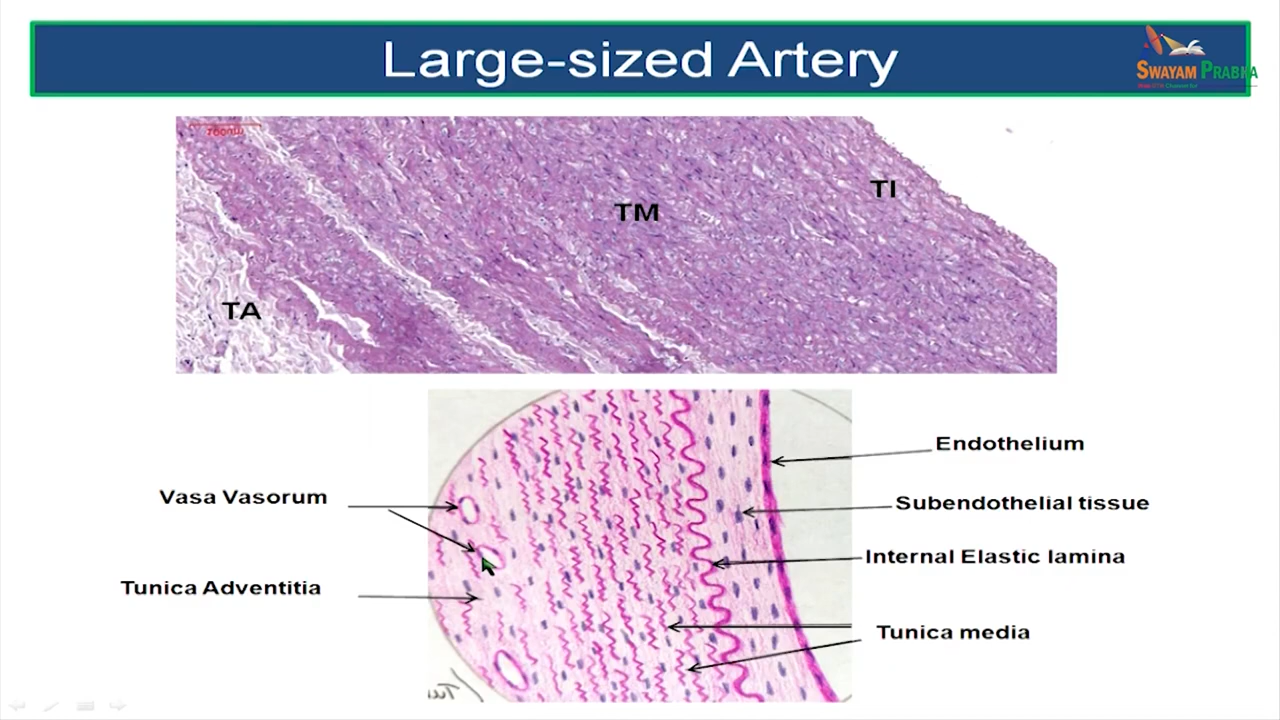 Large-sized Artery
SWAYAM PRABHA
TI
TM
TA
Endothelium
Vasa Vasorum
Subendothelial tissue
Internal Elastic lamina
Tunica Adventitia
Tunica media